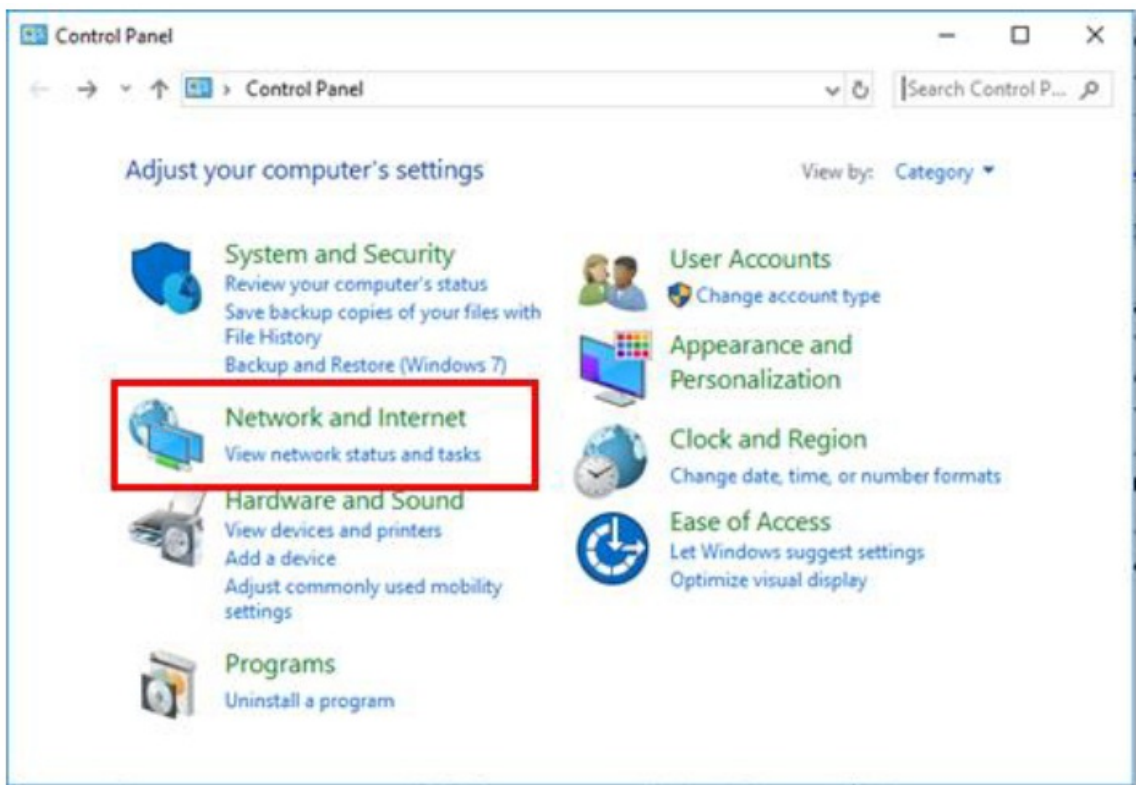 Control Panel
Control Panel
Search Control P...
Adjust your computer's settings
View by: Category
System and Security
Review your computer's status
Save backup copies of your files with
File History
Backup and Restore (Windows 7)
Network and Internet
View network status and tasks
Hardware and Sound
View devices and printers
Add a device
Adjust commonly used mobility
settings
Programs
Uninstall a program
User Accounts
Change account type
Appearance and
Personalization
Clock and Region
Change date, time, or number formats
Ease of Access
Let Windows suggest settings
Optimize visual display